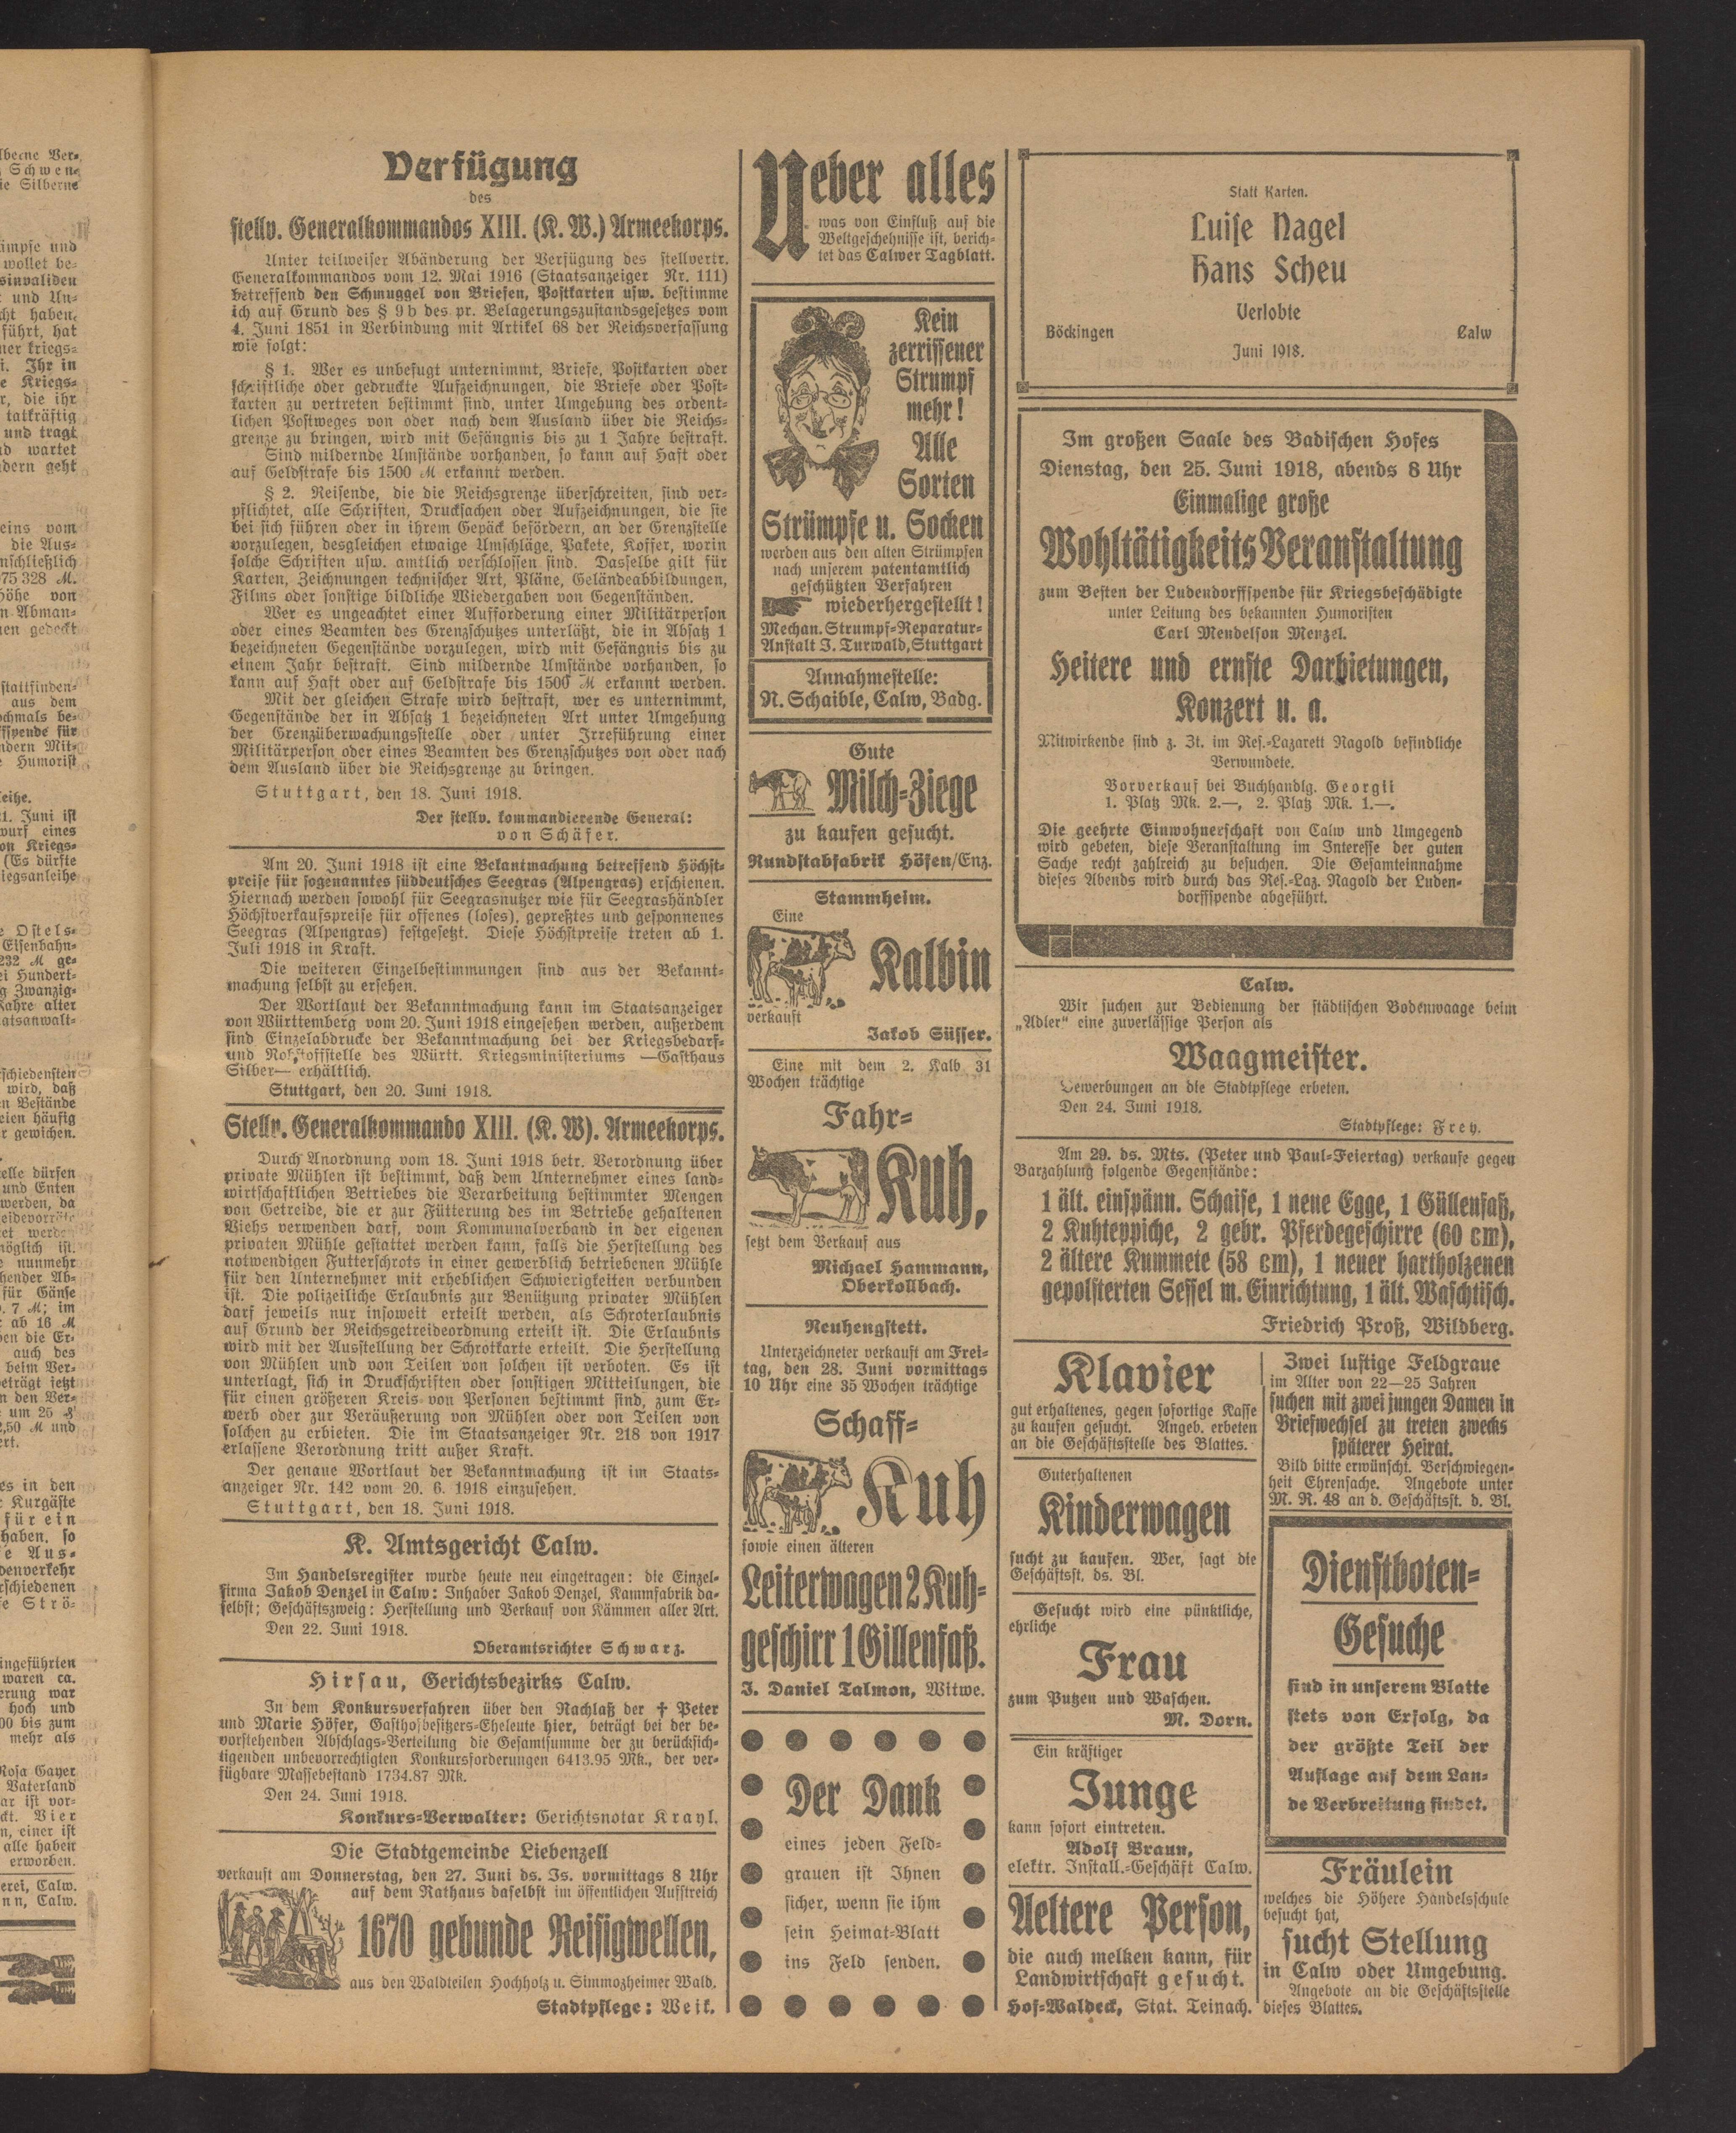 Verfügung
des
stellv. Generalkommandos XIII. (K. W.) Armeekorps.
Unter teilweiser Abänderung der Verfügung des stellvertr.
Generalkommandos vom 12. Mai 1916 (Staatsanzeiger Nr. 111)
betreffend den Schmuggel von Briefen, Postkarten usw. bestimme
ich auf Grund des § 9b des pr. Belagerungszustandsgesetzes vom
4. Juni 1851 in Verbindung mit Artikel 68 der Reichsverfassung
wie folgt:
§ 1. Wer es unbefugt unternimmt, Briefe, Postkarten oder
schriftliche oder gedruckte Aufzeichnungen, die Briefe oder Post-
karten zu vertreten bestimmt sind, unter Umgehung des ordent-
lichen Postweges von oder nach dem Ausland über die Reichs-
grenze zu bringen, wird mit Gefängnis bis zu 1 Jahre bestraft.
Sind mildernde Umstände vorhanden, so kann auf Haft oder
auf Geldstrafe bis 1500 M erkannt werden.
§ 2. Reisende, die die Reichsgrenze überschreiten, sind ver-
pflichtet, alle Schriften, Drucksachen oder Aufzeichnungen, die sie
bei sich führen oder in ihrem Gepäck befördern, an der Grenzstelle
vorzulegen, desgleichen etwaige Umschläge, Pakete, Koffer, worin
solche Schriften usw. amtlich verschlossen sind. Dasselbe gilt für
Karten, Zeichnungen technischer Art, Pläne, Geländeabbildungen,
Films oder sonstige bildliche Wiedergaben von Gegenständen.
Wer es ungeachtet einer Aufforderung einer Militärperson
oder eines Beamten des Grenzschutzes unterläßt, die in Absatz 1
bezeichneten Gegenstände vorzulegen, wird mit Gefängnis bis zu
einem Jahr bestraft. Sind mildernde Umstände vorhanden, so
kann auf Haft oder auf Geldstrafe bis 1500 M erkannt werden.
Mit der gleichen Strafe wird bestraft, wer es unternimmt,
Gegenstände der in Absatz 1 bezeichneten Art unter Umgehung
der Grenzüberwachungsstelle oder unter Irreführung einer
Militärperson oder eines Beamten des Grenzschutzes von oder nach
dem Ausland über die Reichsgrenze zu bringen.
Stuttgart, den 18. Juni 1918.
Der stellv. kommandierende General:
von Schäfer.
Am 20. Juni 1918 ist eine Bekantmachung betreffend Höchst-
preise für sogenanntes süddeutsches Seegras (Alpengras) erschienen.
Hiernach werden sowohl für Seegrasnutzer wie für Seegrashändler
Höchstverkaufspreise für offenes (loses), gepreßtes und gesponnenes
Seegras (Alpengras) festgesetzt. Diese Höchstpreise treten ab 1.
Juli 1918 in Kraft.
Die weiteren Einzelbestimmungen sind aus der Bekannt-
machung selbst zu ersehen.
Der Wortlaut der Bekanntmachung kann im Staatsanzeiger
von Württemberg vom 20. Juni 1918 eingesehen werden, außerdem
sind Einzelabdrucke der Bekanntmachung bei der Kriegsbedarf-
und Rohstoffstelle des Württ. Kriegsministeriums —Gasthaus
Silber— erhältlich.
Stuttgart, den 20. Juni 1918.
Stellv. Generalkommando XIII. (K. W). Armeekorps.
Durch Anordnung vom 18. Juni 1918 betr. Verordnung über
private Mühlen ist bestimmt, daß dem Unternehmer eines land-
wirtschaftlichen Betriebes die Verarbeitung bestimmter Mengen
von Getreide, die er zur Fütterung des im Betriebe gehaltenen
Viehs verwenden darf, vom Kommunalverband in der eigenen
privaten Mühle gestattet werden kann, falls die Herstellung des
notwendigen Futterschrots in einer gewerblich betriebenen Mühle
für den Unternehmer mit erheblichen Schwierigkeiten verbunden
ist. Die polizeiliche Erlaubnis zur Benützung privater Mühlen
darf jeweils nur insoweit erteilt werden, als Schroterlaubnis
auf Grund der Reichsgetreideordnung erteilt ist. Die Erlaubnis
wird mit der Ausstellung der Schrotkarte erteilt. Die Herstellung
von Mühlen und von Teilen von solchen ist verboten. Es ist
unterlagt, sich in Druckschriften oder sonstigen Mitteilungen, die
für einen größeren Kreis von Personen bestimmt sind, zum Er-
werb oder zur Veräußerung von Mühlen oder von Teilen von
solchen zu erbieten. Die im Staatsanzeiger Nr. 218 von 1917
erlassene Verordnung tritt außer Kraft.
Der genaue Wortlaut der Bekanntmachung ist im Staats-
anzeiger Nr. 142 vom 20. 6. 1918 einzusehen.
Stuttgart, den 18. Juni 1918.
K. Amtsgericht Calw.
Im Handelsregister wurde heute neu eingetragen: die Einzel-
firma Jakob Denzel in Calw: Inhaber Jakob Denzel, Kammfabrik da-
selbst; Geschäftszweig: Herstellung und Verkauf von Kämmen aller Art.
Den 22. Juni 1918.
Oberamtsrichter Schwarz.
Hirsau, Gerichtsbezirks Calw.
In dem Konkursverfahren über den Nachlaß der † Peter
und Marie Höfer, Gasthofbesitzers-Eheleute hier, beträgt bei der be-
vorstehenden Abschlags-Verteilung die Gesamtsumme der zu berücksich-
tigenden unbevorrechtigten Konkursforderungen 6413.95 Mk., der ver-
fügbare Massebestand 1734.87 Mk.
Den 24. Juni 1918.
Konkurs-Verwalter: Gerichtsnotar Krayl.
Die Stadtgemeinde Liebenzell
verkauft am Donnerstag, den 27. Juni ds. Js. vormittags 8 Uhr
auf dem Rathaus daselbst im öffentlichen Aufstreich
1670 gebunde Reisigwellen,
aus den Waldteilen Hochholz u. Simmozheimer Wald.
Stadtpflege: Weik.
Ueber alles
was von Einfluß auf die
Weltgeschehnisse ist, berich-
tet das Calwer Tagblatt.
Kein
zerrissener
Strumpf
mehr!
Alle
Sorten
Strümpfe u. Socken
werden aus den alten Strümpfen
nach unserem patentamtlich
geschützten Verfahren
wiederhergestellt!
Mechan. Strumpf-Reparatur-
Anstalt J. Turwald, Stuttgart
Annahmestelle:
N. Schaible, Calw, Badg.
Gute
Milch-Ziege
zu kaufen gesucht.
Rundstabfabrik Höfen/Enz.
Stammheim.
Eine
Kalbin
verkauft
Jakob Süsser.
Eine mit dem 2. Kalb 31
Wochen trächtige
Fahr-
Kuh,
setzt dem Verkauf aus
Michael Hammann,
Oberkollbach.
Neuhengstett.
Unterzeichneter verkauft am Frei-
tag, den 28. Juni vormittags
10 Uhr eine 35 Wochen trächtige
Schaff-
Kuh
sowie einen älteren
Leiterwagen 2 Kuh-
geschirr 1 Gillenfaß.
J. Daniel Talmon, Witwe.
Der Dank
eines jeden Feld-
grauen ist Ihnen
sicher, wenn sie ihm
sein Heimat-Blatt
ins Feld senden.
Statt Karten.
Luise Nagel
Hans Scheu
Verlobte
Böckingen Calw
Juni 1918.
Im großen Saale des Badischen Hofes
Dienstag, den 25. Juni 1918, abends 8 Uhr
Einmalige große
Wohltätigkeits Veranstaltung
zum Besten der Ludendorffspende für Kriegsbeschädigte
unter Leitung des bekannten Humoristen
Carl Mendelson Menzel.
Heitere und ernste Darbietungen,
Konzert u. a.
Mitwirkende sind z. Zt. im Res.-Lazarett Nagold befindliche
Verwundete.
Vorverkauf bei Buchhandlg. Georgii
1. Platz Mk. 2.—, 2. Platz Mk. 1.—.
Die geehrte Einwohnerschaft von Calw und Umgegend
wird gebeten, diese Veranstaltung im Interesse der guten
Sache recht zahlreich zu besuchen. Die Gesamteinnahme
dieses Abends wird durch das Res.-Laz. Nagold der Luden-
dorffspende abgeführt.
Calw.
Wir suchen zur Bedienung der städtischen Bodenwaage beim
„Adler“ eine zuverlässige Person als
Waagmeister.
Bewerbungen an die Stadtpflege erbeten.
Den 24. Juni 1918.
Stadtpflege: Frey.
Am 29. ds. Mts. (Peter und Paul-Feiertag) verkaufe gegen
Barzahlung folgende Gegenstände:
1 ält. einspänn. Schaise, 1 neue Egge, 1 Güllenfaß,
2 Kuhteppiche, 2 gebr. Pferdegeschirre (60 cm),
2 ältere Kummete (58 cm), 1 neuer hartholzenen
gepolsterten Sessel m. Einrichtung, 1 ält. Waschtisch.
Friedrich Proß, Wildberg.
Klavier
gut erhaltenes, gegen sofortige Kasse
zu kaufen gesucht. Angeb. erbeten
an die Geschäftsstelle des Blattes.
Guterhaltenen
Kinderwagen
sucht zu kaufen. Wer, sagt die
Geschäftsst. ds. Bl.
Gesucht wird eine pünktliche,
ehrliche
Frau
zum Putzen und Waschen.
M. Dorn.
Ein kräftiger
Junge
kann sofort eintreten.
Adolf Braun,
elektr. Install.-Geschäft Calw.
Aeltere Person,
die auch melken kann, für
Landwirtschaft gesucht.
Hof-Waldeck, Stat. Teinach.
Zwei lustige Feldgraue
im Alter von 22—25 Jahren
suchen mit zwei jungen Damen in
Briefwechsel zu treten zwecks
späterer Heirat.
Bild bitte erwünscht. Verschwiegen-
heit Ehrensache. Angebote unter
M. R. 48 an d. Geschäftsst. d. Bl.
Dienstboten-
Gesuche
sind in unserem Blatte
stets von Erfolg, da
der größte Teil der
Auflage auf dem Lan-
de Verbreitung findet.
Fräulein
welches die Höhere Handelsschule
besucht hat,
sucht Stellung
in Calw oder Umgebung.
Angebote an die Geschäftsstelle
dieses Blattes.